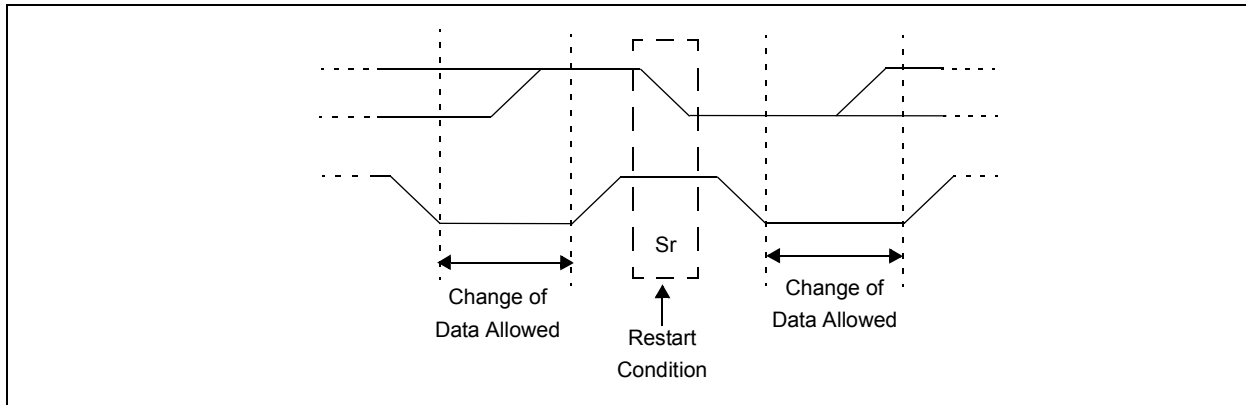 Sr
Change of
Data Allowed
Restart
Condition
Change of
Data Allowed